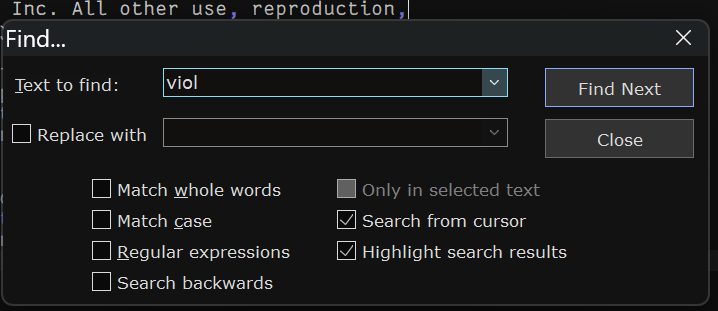 Inc. All other use, reproduction,
Find...
Text to find: viol
Find Next
Replace with
Close
Match whole words
Only in selected text
Match case
Search from cursor
Regular expressions
Highlight search results
Search backwards